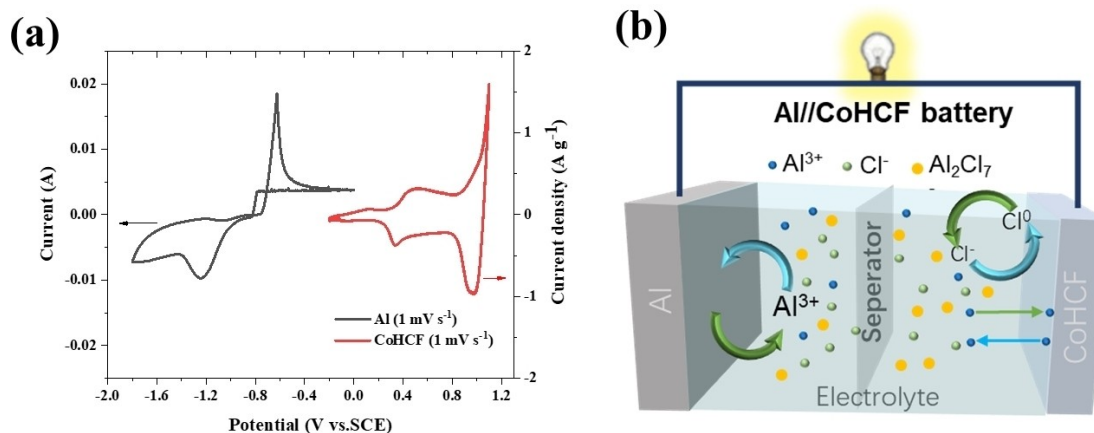 (a)
2
0.02
1
0.01
0.00
0
-0.01
-1
-0.02
-2
Current (A)
Current density (A g⁻¹)
Al (1 mV s⁻¹)
CoHCF (1 mV s⁻¹)
-2.0 -1.6 -1.2 -0.8 -0.4 0.0 0.4 0.8 1.2
Potential (V vs.SCE)
(b)
Al//CoHCF battery
Al³⁺ Cl⁻ Al₂Cl₇
-
Cl⁰
Cl⁻
Al³⁺
Al
Seperator
CoHCF
Electrolyte